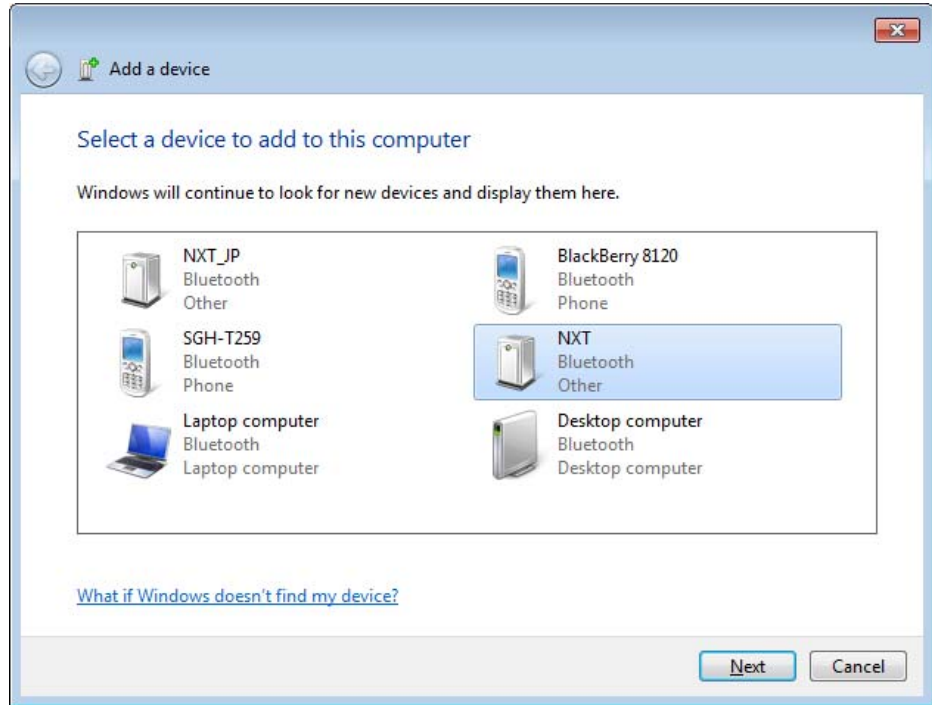 Add a device
Select a device to add to this computer
Windows will continue to look for new devices and display them here.
NXT_JP
Bluetooth
Other
BlackBerry 8120
Bluetooth
Phone
SGH-T259
Bluetooth
Phone
NXT
Bluetooth
Other
Laptop computer
Bluetooth
Laptop computer
Desktop computer
Bluetooth
Desktop computer
What if Windows doesn't find my device?
Next
Cancel